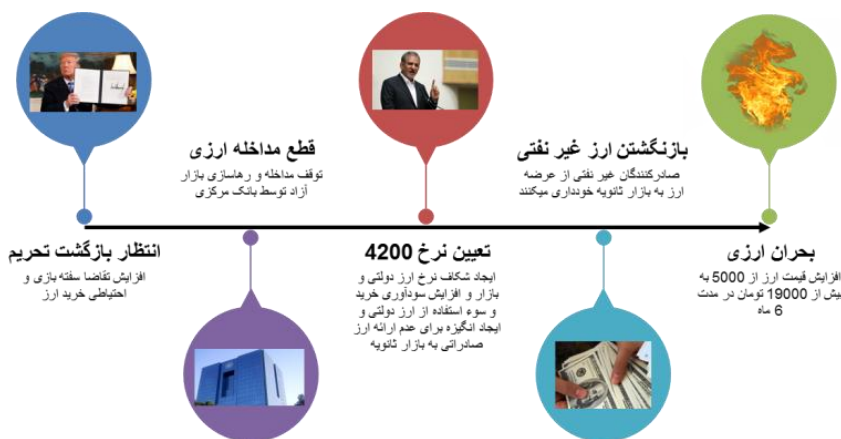 انتظار بازگشت تحریم
افزایش تقاضا سفته بازی و
احتیاطی خرید ارز
قطع مداخله ارزی
توقف مداخله و رهاسازی بازار
آزاد توسط بانک مرکزی
تعیین نرخ 4200
ایجاد شکاف نرخ ارز دولتی و
بازار و افزایش سودآوری خرید
و سوء استفاده از ارز دولتی و
ایجاد انگیزه برای عدم ارائه ارز
صادراتی به بازار ثانویه
بازنگشتن ارز غیر نفتی
صادرکنندگان غیر نفتی از عرضه
ارز به بازار ثانویه خودداری میکنند
بحران ارزی
افزایش قیمت ارز از 5000 به
بیش از 19000 تومان در مدت
6 ماه